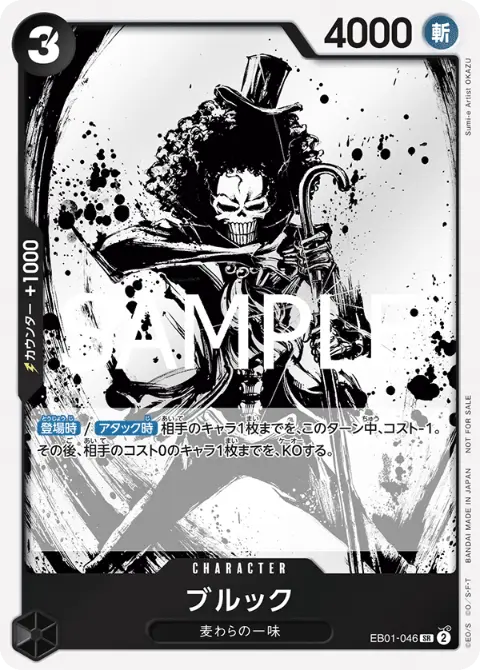 3
4000
斬
Sumi-e Artist OKAZU
カウンター +1000
SAMPLE
登場時 / アタック時 相手のキャラ1枚までを、このターン中、コスト-1。
その後、相手のコスト0のキャラ1枚までを、KOする。
CHARACTER
ブルック
麦わらの一味
EB01-046 SR 2
BANDAI MADE IN JAPAN NOT FOR SALE
©E.O/S ©O./S・F・T